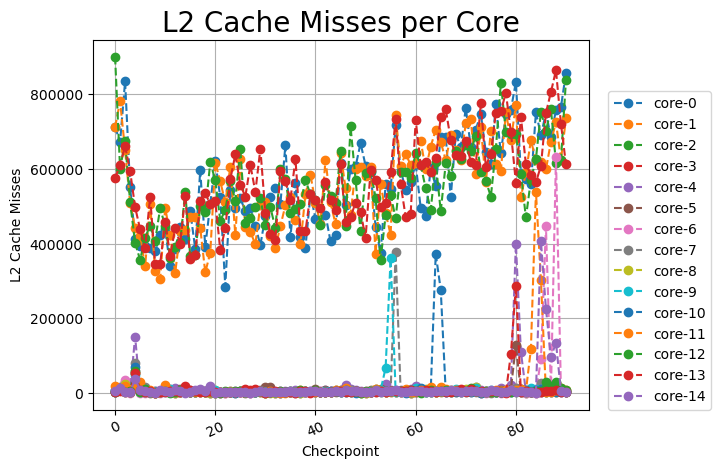 L2 Cache Misses per Core
L2 Cache Misses
800000
600000
400000
200000
0
0
20
40
60
80
Checkpoint
core-0
core-1
core-2
core-3
core-4
core-5
core-6
core-7
core-8
core-9
core-10
core-11
core-12
core-13
core-14